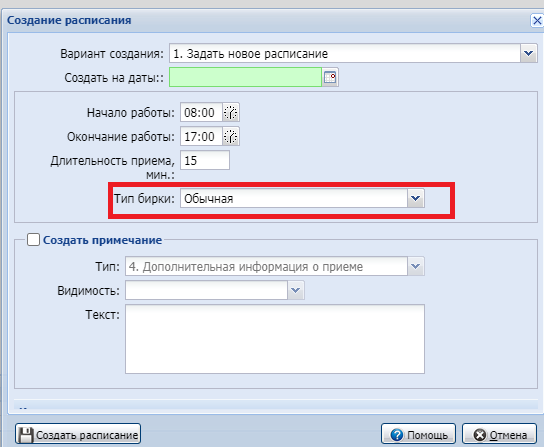 Создание расписания
Вариант создания: 1. Задать новое расписание
Создать на даты::
Начало работы: 08:00
Окончание работы: 17:00
Длительность приема, 15
мин.:
Тип бирки: Обычная
Создать примечание
Тип: 4. Дополнительная информация о приеме
Видимость:
Текст:
Создать расписание Помощь Отмена